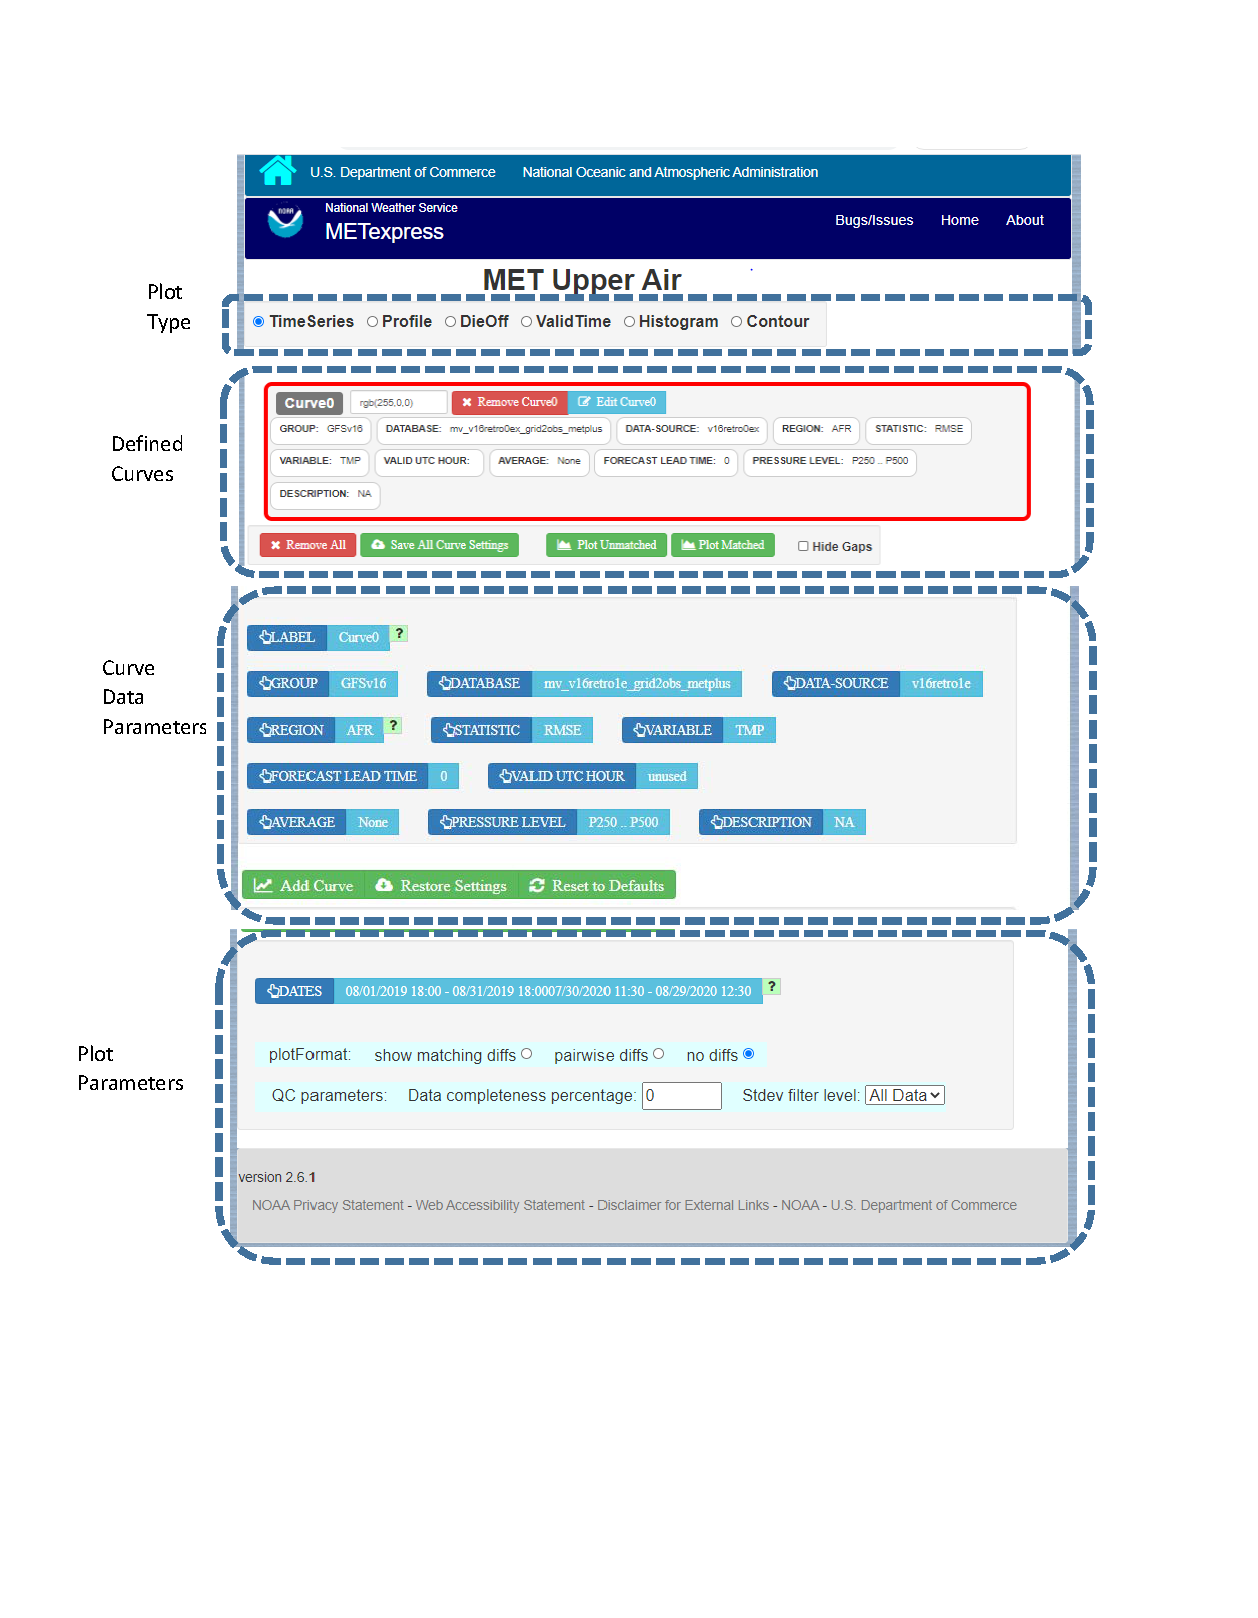 U.S. Department of Commerce National Oceanic and Atmospheric Administration
NOAA
National Weather Service
METexpress
Bugs/Issues Home About
MET Upper Air
Plot
Type
TimeSeries Profile DieOff ValidTime Histogram Contour
Defined
Curves
Curve0 rgb(255,0,0) Remove Curve0 Edit Curve0
GROUP: GFSv16 DATABASE: mv_v16retro0ex_grid2obs_metplus DATA-SOURCE: v16retro0ex REGION: AFR STATISTIC: RMSE
VARIABLE: TMP VALID UTC HOUR: AVERAGE: None FORECAST LEAD TIME: 0 PRESSURE LEVEL: P250 .. P500
DESCRIPTION: NA
Remove All Save All Curve Settings Plot Unmatched Plot Matched Hide Gaps
Curve
Data
Parameters
LABEL Curve0 ?
GROUP GFSv16 DATABASE mv_v16retro1e_grid2obs_metplus DATA-SOURCE v16retro1e
REGION AFR ? STATISTIC RMSE VARIABLE TMP
FORECAST LEAD TIME 0 VALID UTC HOUR unused
AVERAGE None PRESSURE LEVEL P250 .. P500 DESCRIPTION NA
Add Curve Restore Settings Reset to Defaults
Plot
Parameters
DATES 08/01/2019 18:00 - 08/31/2019 18:0007/30/2020 11:30 - 08/29/2020 12:30 ?
plotFormat: show matching diffs pairwise diffs no diffs
QC parameters: Data completeness percentage: 0 Stdev filter level: All Data
version 2.6.1
NOAA Privacy Statement - Web Accessibility Statement - Disclaimer for External Links - NOAA - U.S. Department of Commerce